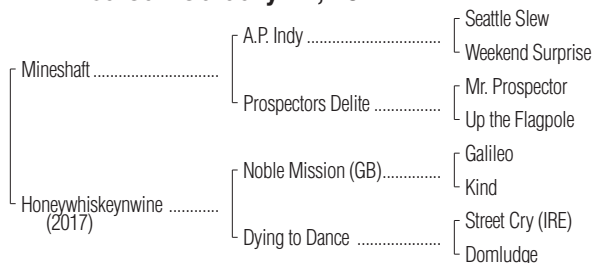 Seattle Slew
A.P. Indy ..............................
Weekend Surprise
Mineshaft ............................
Mr. Prospector
Prospectors Delite ...............
Up the Flagpole
Galileo
Noble Mission (GB).............
Kind
Honeywhiskeynwine ...........
(2017)
Street Cry (IRE)
Dying to Dance ...................
Domludge